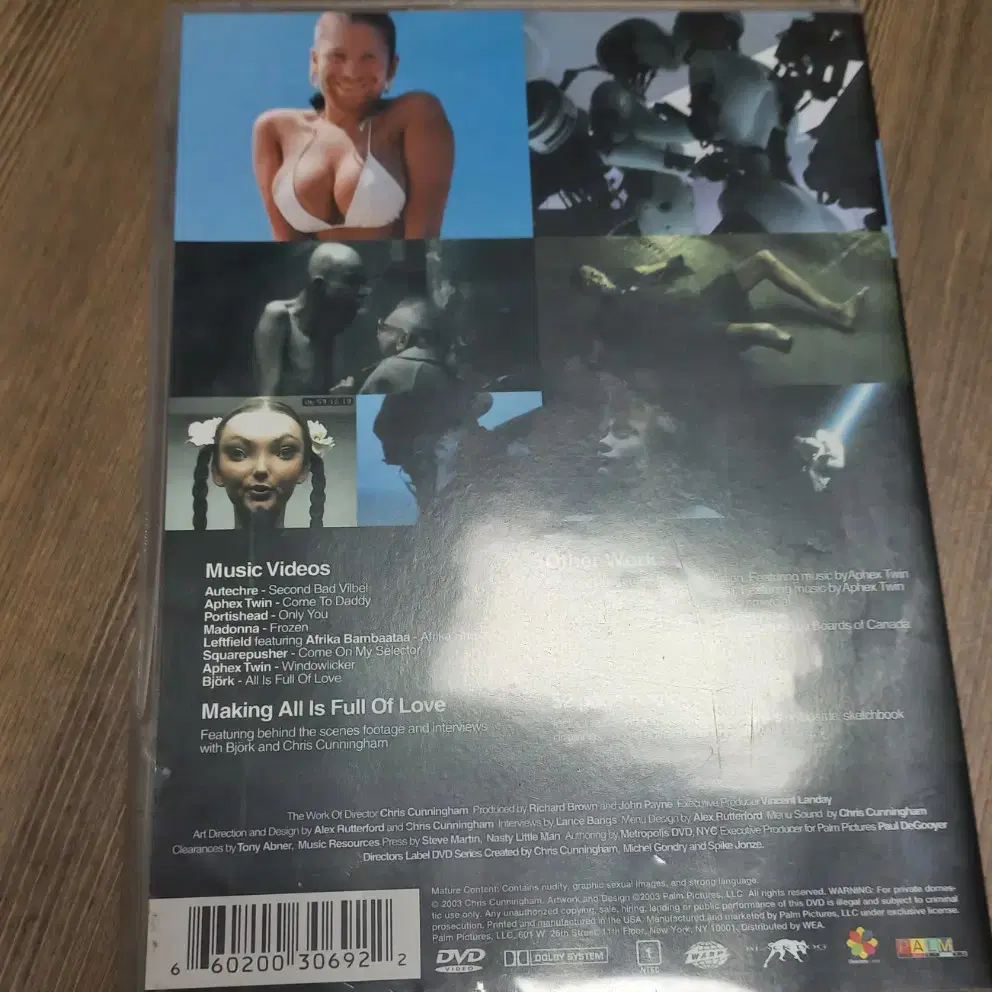 06 59 12 19
Music Videos
Autechre - Second Bad Vilbel
Aphex Twin - Come To Daddy
Portishead - Only You
Madonna - Frozen
Leftfield featuring Afrika Bambaataa - Afrika
Squarepusher - Come On My Selector
Aphex Twin - Windowlicker
Björk - All Is Full Of Love
Making All Is Full Of Love
Featuring behind the scenes footage and interviews
with Björk and Chris Cunningham
Other Work
Featuring music by Aphex Twin
Featuring music by Aphex Twin
Boards of Canada
sketchbook
The Work Of Director Chris Cunningham Produced by Richard Brown and John Payne Executive Producer Vincent Landay
Art Direction and Design by Alex Rutterford and Chris Cunningham Interviews by Lance Bangs Menu Design by Alex Rutterford Menu Sound by Chris Cunningham
Clearances by Tony Abner, Music Resources Press by Steve Martin, Nasty Little Man Authoring by Metropolis DVD, NYC Executive Producer for Palm Pictures Paul DeGooyer
Directors Label DVD Series Created by Chris Cunningham, Michel Gondry and Spike Jonze.
Mature Content: Contains nudity, graphic sexual images, and strong language.
© 2003 Chris Cunningham. Artwork and Design ©2003 Palm Pictures, LLC. All rights reserved. WARNING: For private domes-
tic use only. Any unauthorized copying, sale, hiring, lending or public performance of this DVD is illegal and subject to criminal
prosecution. Printed and manufactured in the USA. Manufactured and marketed by Palm Pictures, LLC under exclusive license.
Palm Pictures, LLC, 601 W. 26th Street, 11th Floor, New York, NY 10001. Distributed by WEA.
6 60200 30692 2
DVD VIDEO
DOLBY SYSTEM
1
NTSC
WARP
PALM